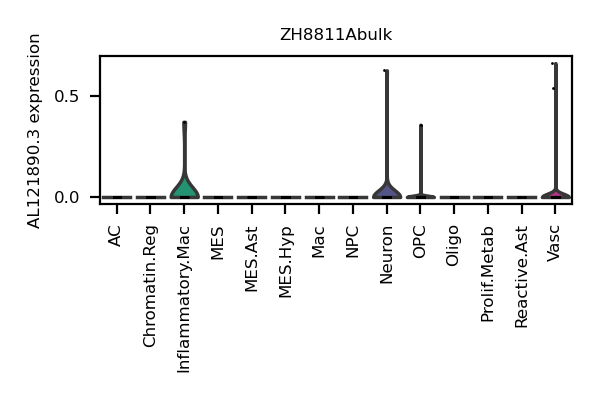 ZH8811Abulk
AL121890.3 expression
0.5
0.0
AC
Chromatin.Reg
Inflammatory.Mac
MES
MES.Ast
MES.Hyp
Mac
NPC
Neuron
OPC
Oligo
Prolif.Metab
Reactive.Ast
Vasc